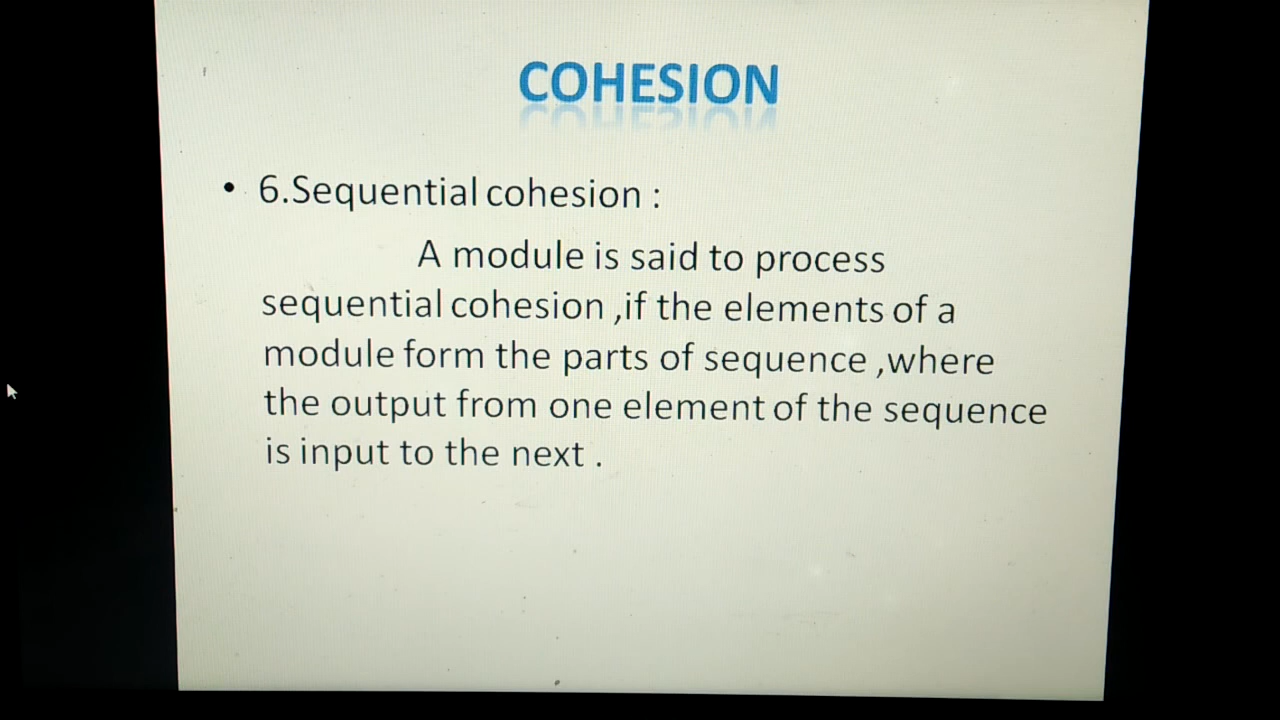 COHESION
• 6.Sequential cohesion :
A module is said to process
sequential cohesion ,if the elements of a
module form the parts of sequence ,where
the output from one element of the sequence
is input to the next .